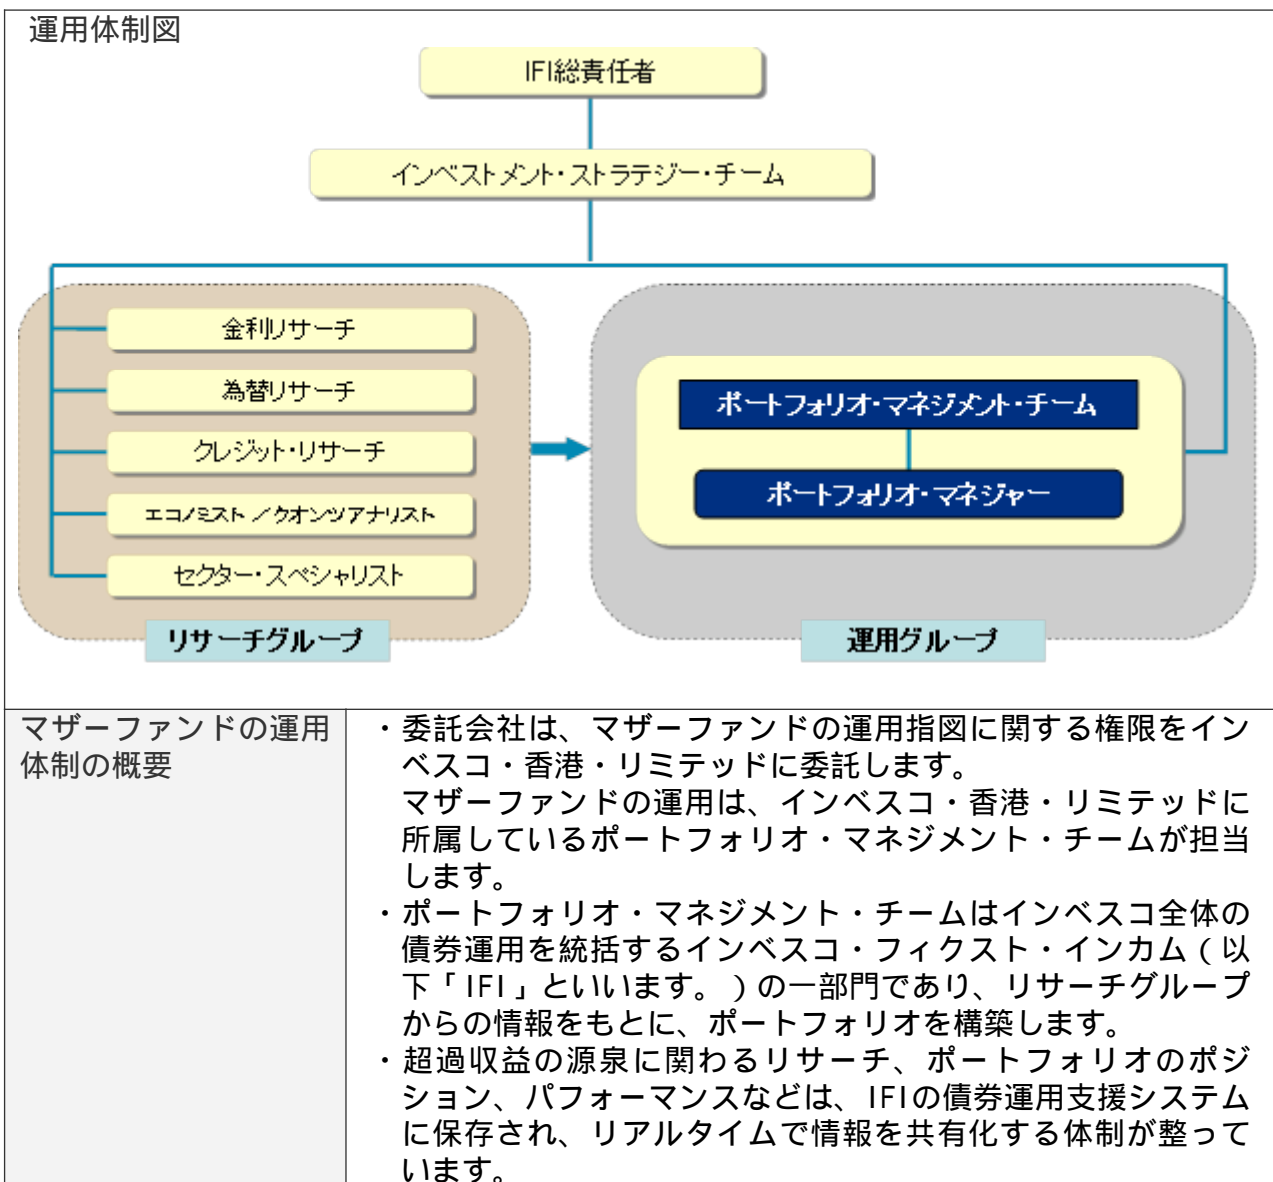 運用体制図
IFI総責任者
インベストメント・ストラテジー・チーム
金利リサーチ
為替リサーチ
クレジット・リサーチ
エコノミスト／クオンツアナリスト
セクター・スペシャリスト
リサーチグループ
ポートフォリオ・マネジメント・チーム
ポートフォリオ・マネジャー
運用グループ
マザーファンドの運用
体制の概要
・委託会社は、マザーファンドの運用指図に関する権限をイン
ベスコ・香港・リミテッドに委託します。
マザーファンドの運用は、インベスコ・香港・リミテッドに
所属しているポートフォリオ・マネジメント・チームが担当
します。
・ポートフォリオ・マネジメント・チームはインベスコ全体の
債券運用を統括するインベスコ・フィクスト・インカム（以
下「IFI」といいます。）の一部門であり、リサーチグループ
からの情報をもとに、ポートフォリオを構築します。
・超過収益の源泉に関わるリサーチ、ポートフォリオのポジ
ション、パフォーマンスなどは、IFIの債券運用支援システム
に保存され、リアルタイムで情報を共有化する体制が整って
います。